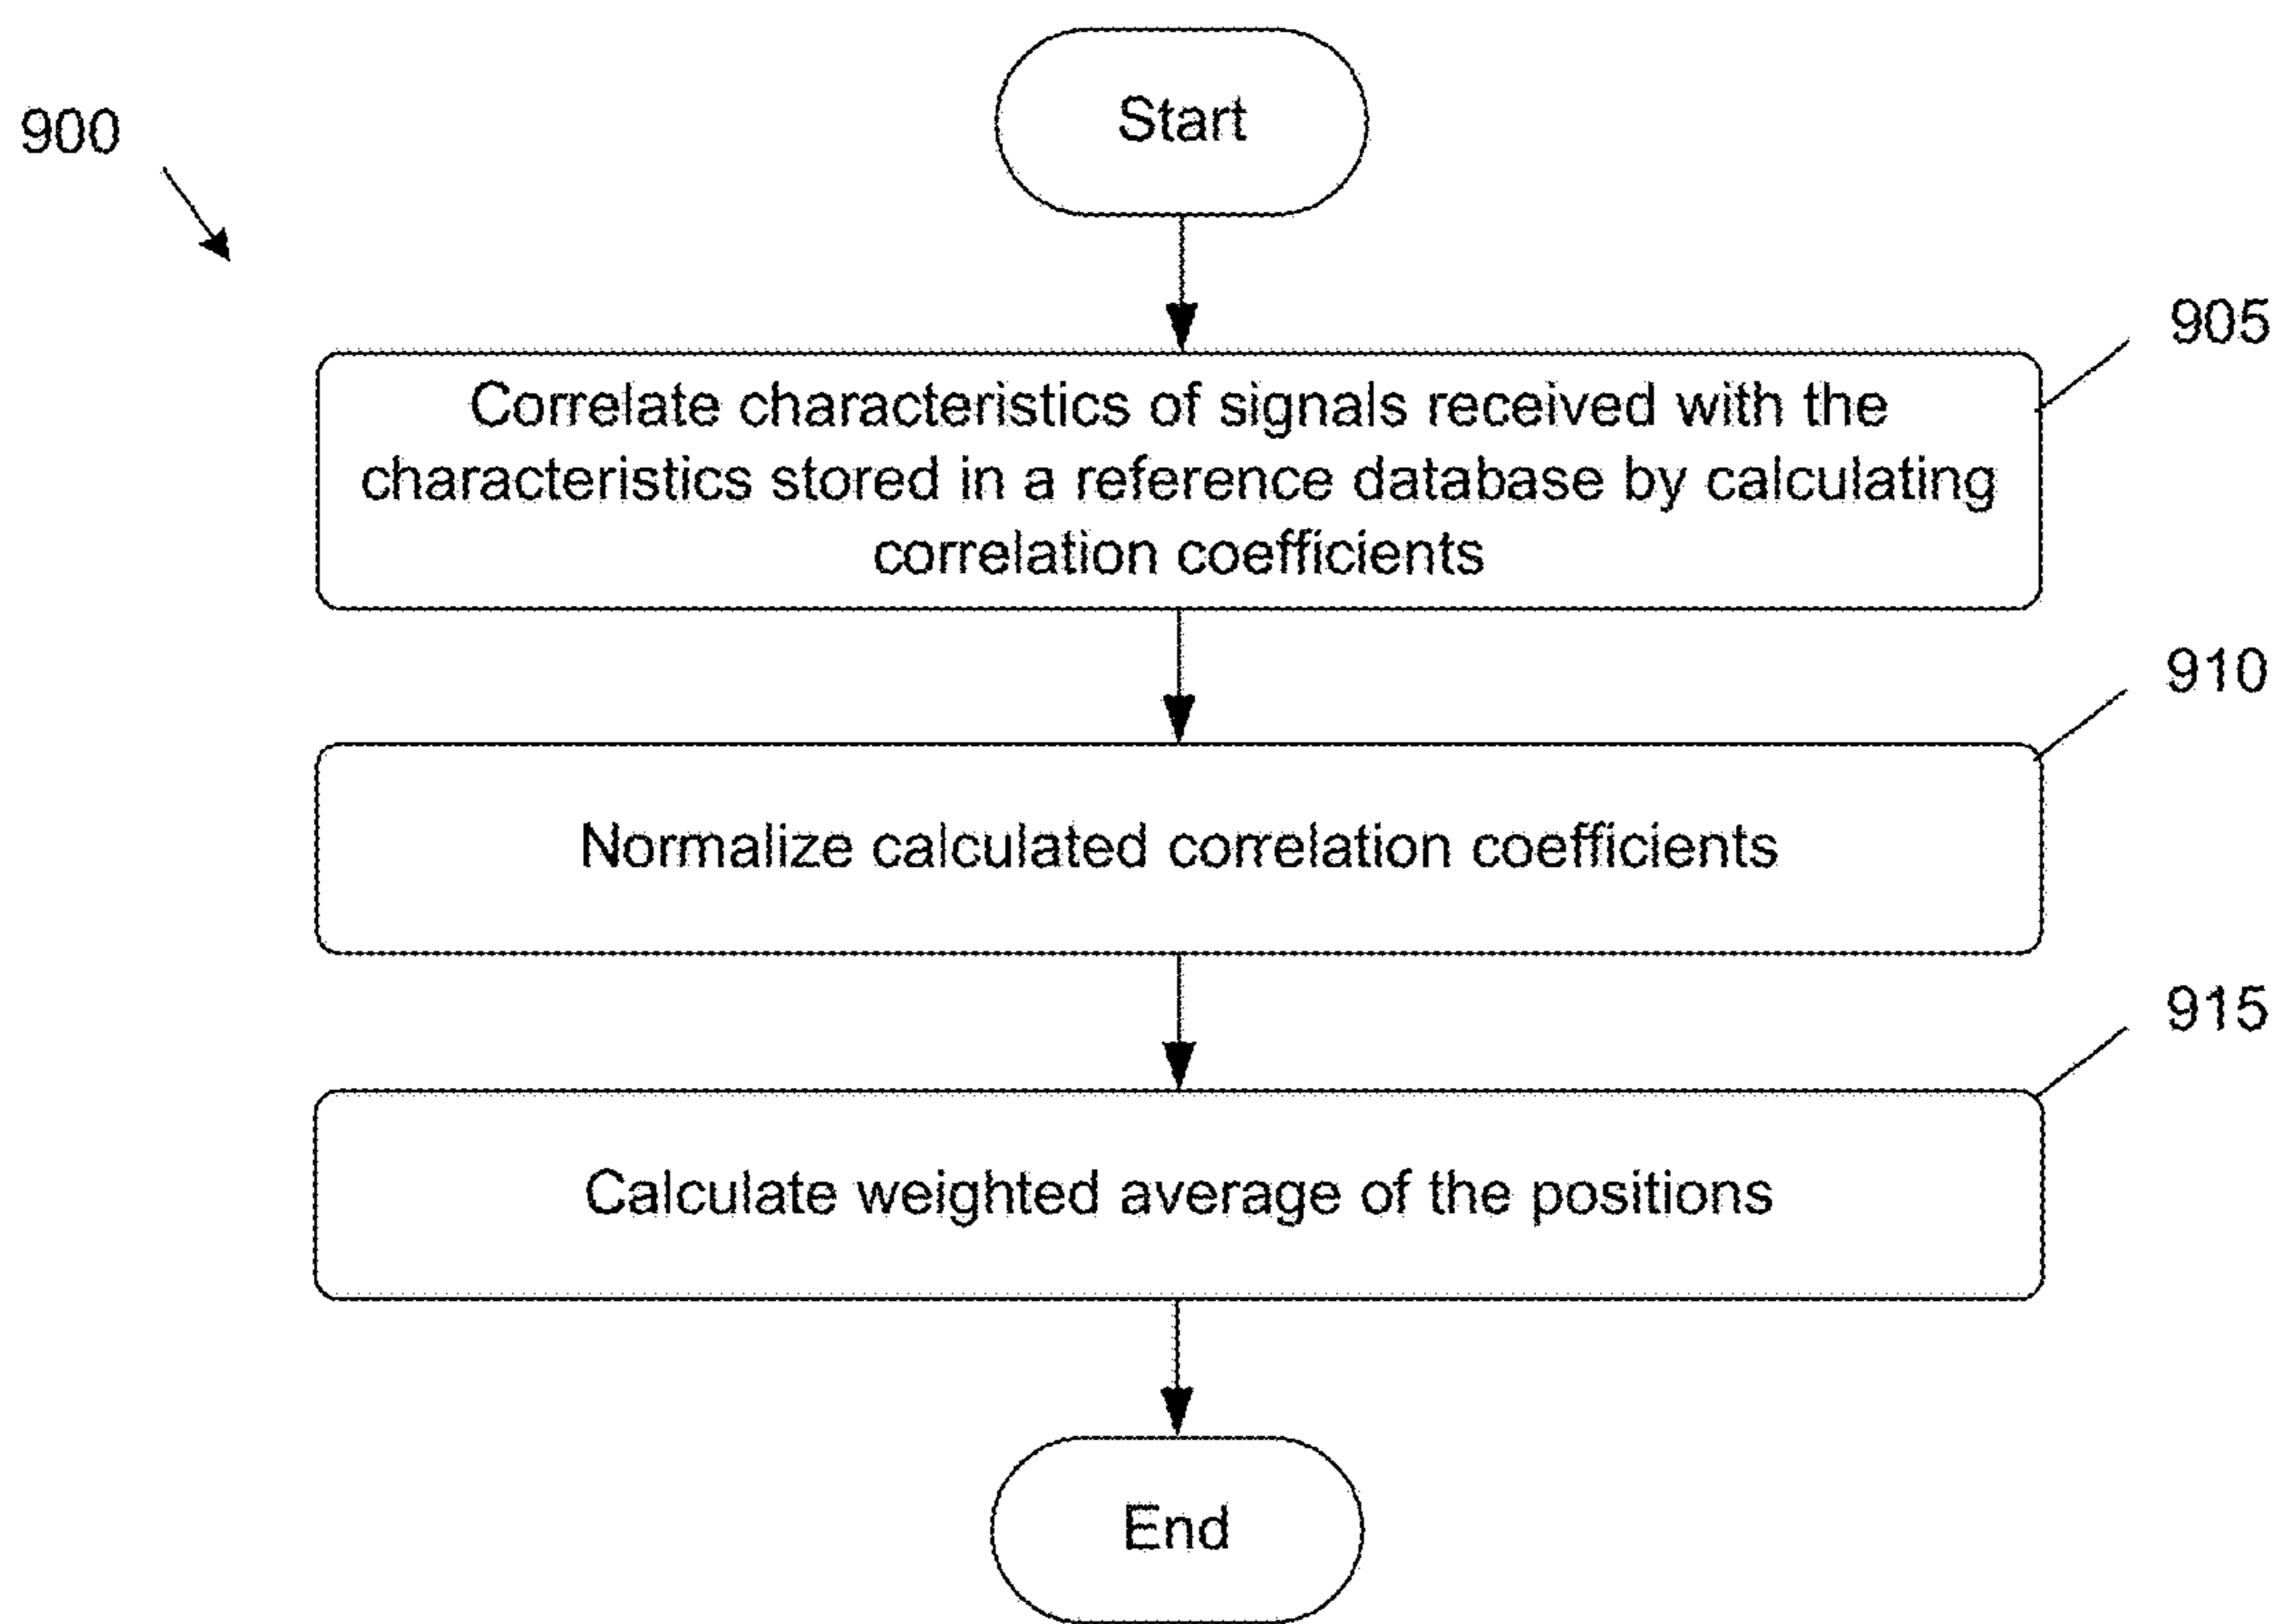 900
Start
905
Correlate characteristics of signals received with the
characteristics stored in a reference database by calculating
correlation coefficients
910
Normalize calculated correlation coefficients
915
Calculate weighted average of the positions
End